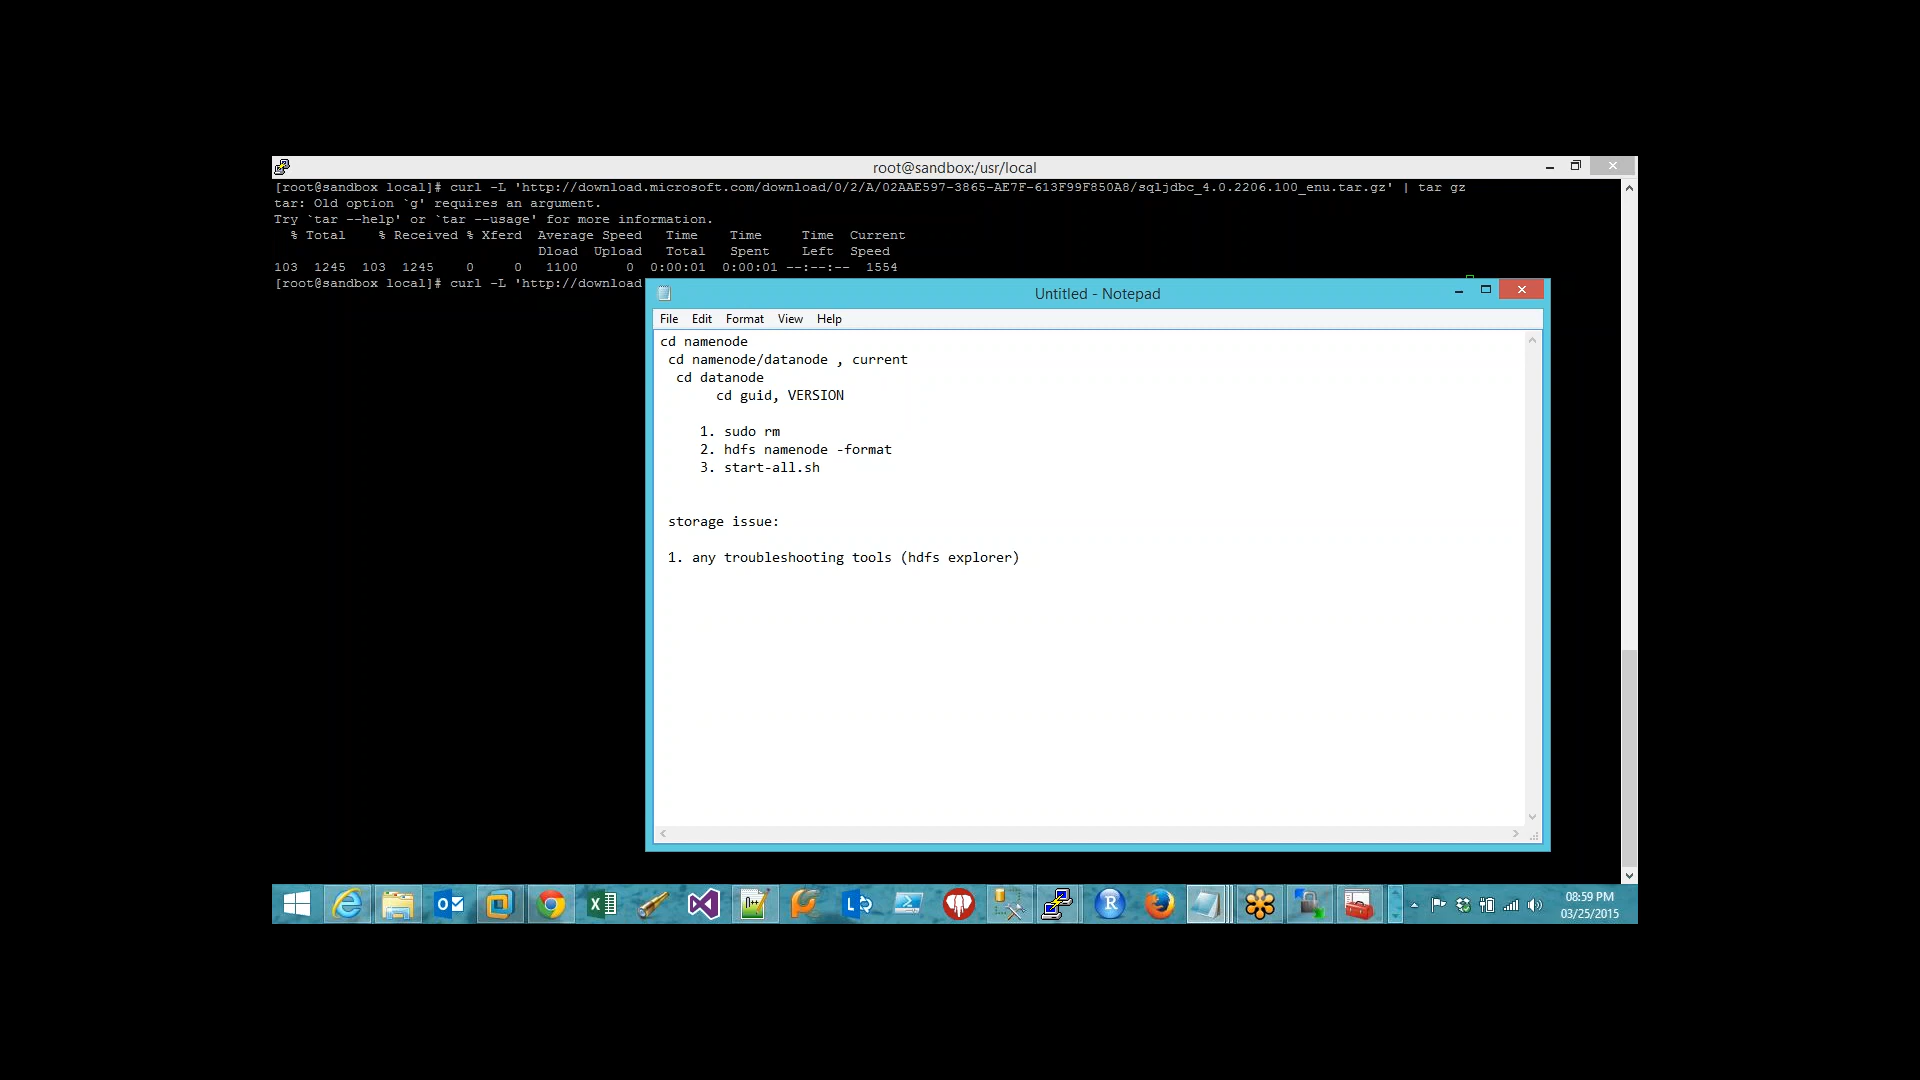 root@sandbox:/usr/local
[root@sandbox local]# curl -L 'http://download.microsoft.com/download/0/2/A/02AAE597-3865-AE7F-613F99F850A8/sqljdbc_4.0.2206.100_enu.tar.gz' | tar gz
tar: Old option `g' requires an argument.
Try `tar --help' or `tar --usage' for more information.
% Total % Received % Xferd Average Speed Time Time Time Current
Dload Upload Total Spent Left Speed
103 1245 103 1245 0 0 1100 0 0:00:01 0:00:01 --:--:-- 1554
[root@sandbox local]# curl -L 'http://download
Untitled - Notepad
File Edit Format View Help
cd namenode
cd namenode/datanode , current
cd datanode
cd guid, VERSION
1. sudo rm
2. hdfs namenode -format
3. start-all.sh
storage issue:
1. any troubleshooting tools (hdfs explorer)
08:59 PM
03/25/2015